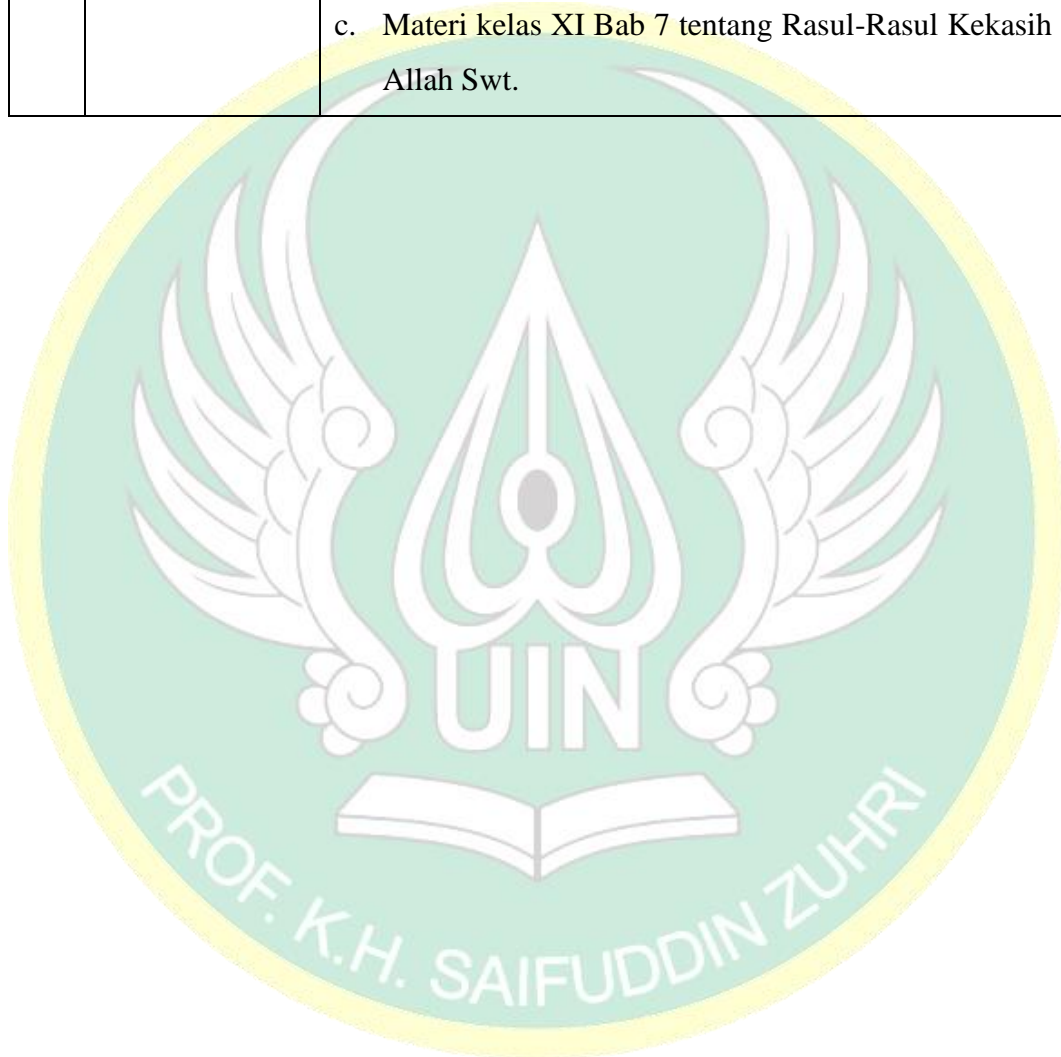 c. Materi kelas XI Bab 7 tentang Rasul-Rasul Kekasih
Allah Swt.
UIN
PROF. K.H. SAIFUDDIN ZUHRI